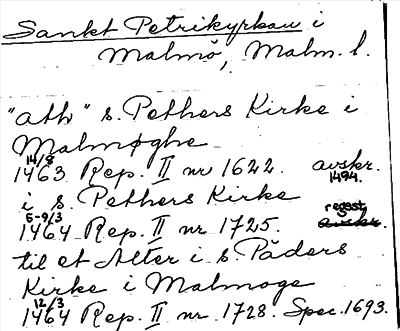 Sankt Petrikyrkan i
Malmö, Malm. l.
"ath" s. Pethers Kirke i
Malmøghe
14/8
1463 Rep. II nr 1622. avskr. 1494.
i s. Pethers Kirke
5-9/3
1464 Rep. II nr 1725. regest.
til et Alter i s. Päders
Kirke i Malmoge
12/3
1464 Rep. II nr 1728. Spec. 1693.